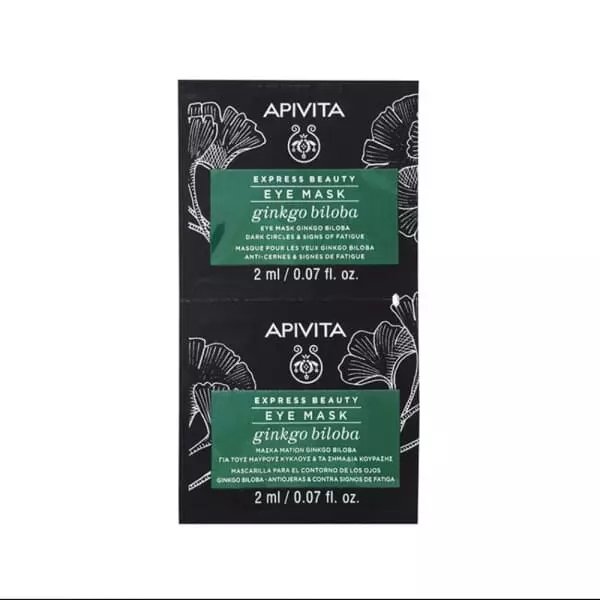 APIVITA
EXPRESS BEAUTY
EYE MASK
ginkgo biloba
EYE MASK GINKGO BILOBA
DARK CIRCLES & SIGNS OF FATIGUE
MASQUE POUR LES YEUX GINKGO BILOBA
ANTI-CERNES & SIGNES DE FATIGUE
2 ml / 0.07 fl. oz.
APIVITA
EXPRESS BEAUTY
EYE MASK
ginkgo biloba
ΜΑΣΚΑ ΜΑΤΙΩΝ GINKGO BILOBA
ΓΙΑ ΤΟΥΣ ΜΑΥΡΟΥΣ ΚΥΚΛΟΥΣ & ΤΑ ΣΗΜΑΔΙΑ ΚΟΥΡΑΣΗΣ
MASCARILLA PARA EL CONTORNO DE LOS OJOS
GINKGO BILOBA - ANTIOJERAS & CONTRA SIGNOS DE FATIGA
2 ml / 0.07 fl. oz.